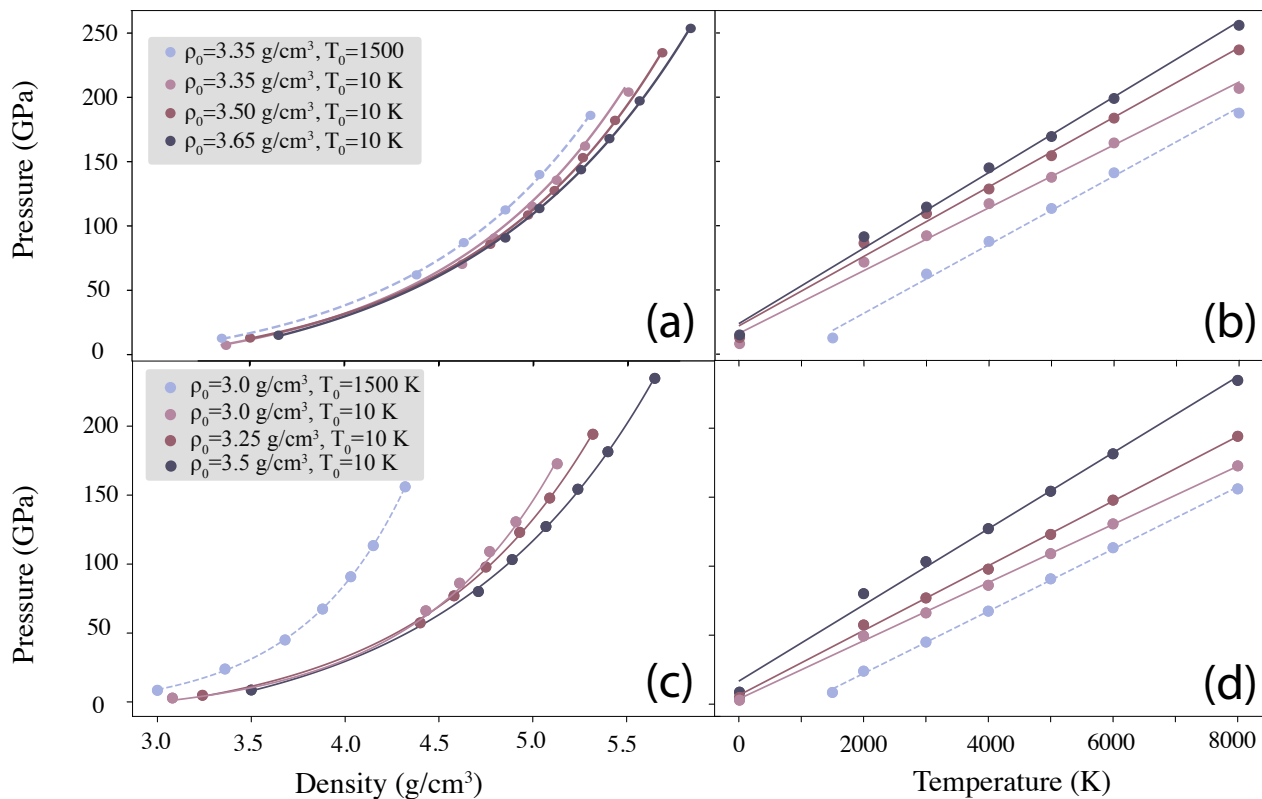 Pressure (GPa)
250
200
150
100
50
0
ρ₀=3.35 g/cm³, T₀=1500
ρ₀=3.35 g/cm³, T₀=10 K
ρ₀=3.50 g/cm³, T₀=10 K
ρ₀=3.65 g/cm³, T₀=10 K
(a)
(b)
Pressure (GPa)
200
150
100
50
0
ρ₀=3.0 g/cm³, T₀=1500 K
ρ₀=3.0 g/cm³, T₀=10 K
ρ₀=3.25 g/cm³, T₀=10 K
ρ₀=3.5 g/cm³, T₀=10 K
(c)
(d)
3.0 3.5 4.0 4.5 5.0 5.5
0 2000 4000 6000 8000
Density (g/cm³)
Temperature (K)